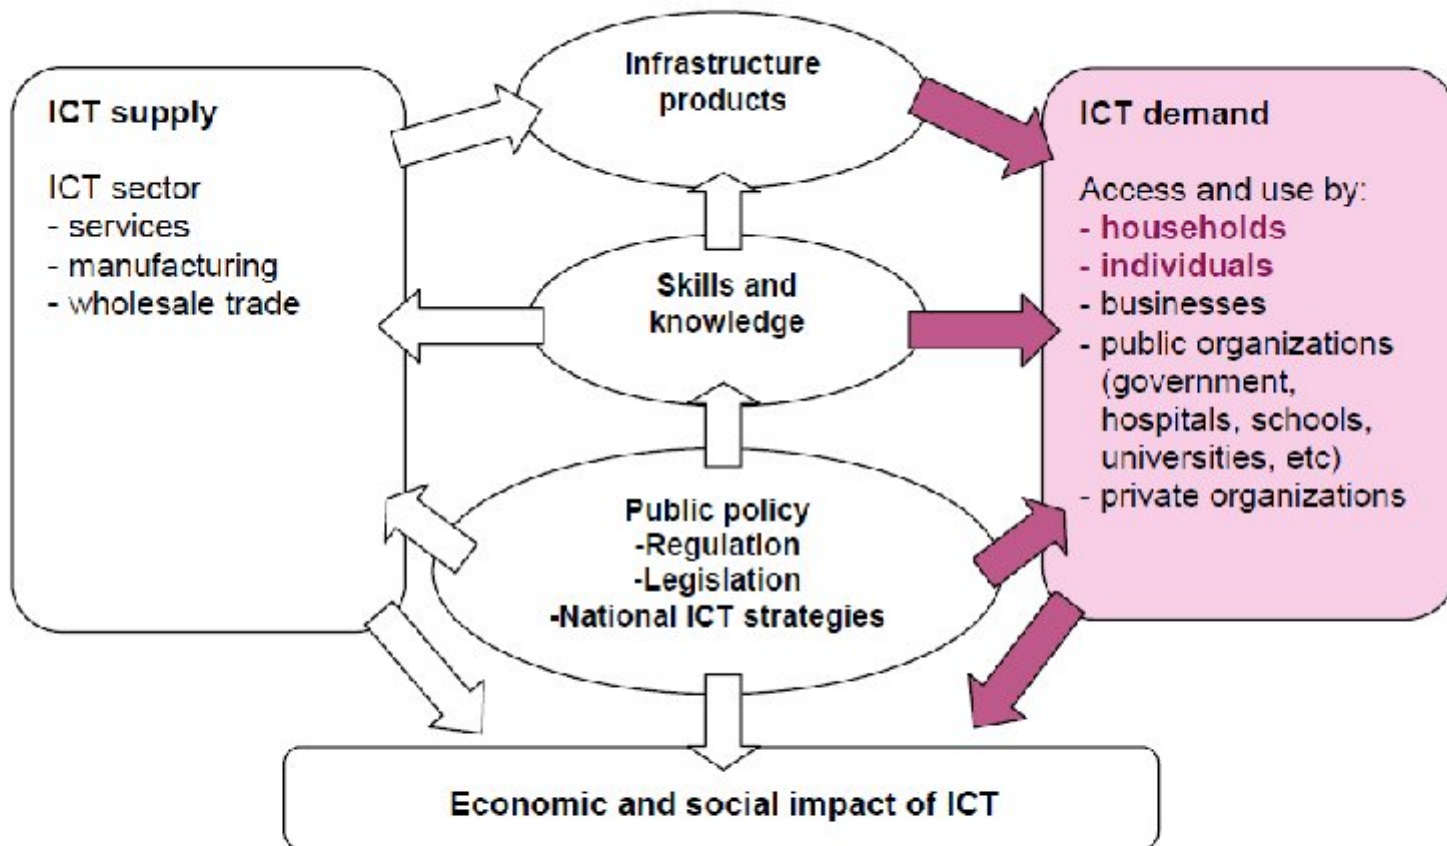 Infrastructure
products
ICT supply
ICT sector
- services
- manufacturing
- wholesale trade
Skills and
knowledge
Public policy
-Regulation
-Legislation
-National ICT strategies
ICT demand
Access and use by:
- households
- individuals
- businesses
- public organizations
(government,
hospitals, schools,
universities, etc)
- private organizations
Economic and social impact of ICT